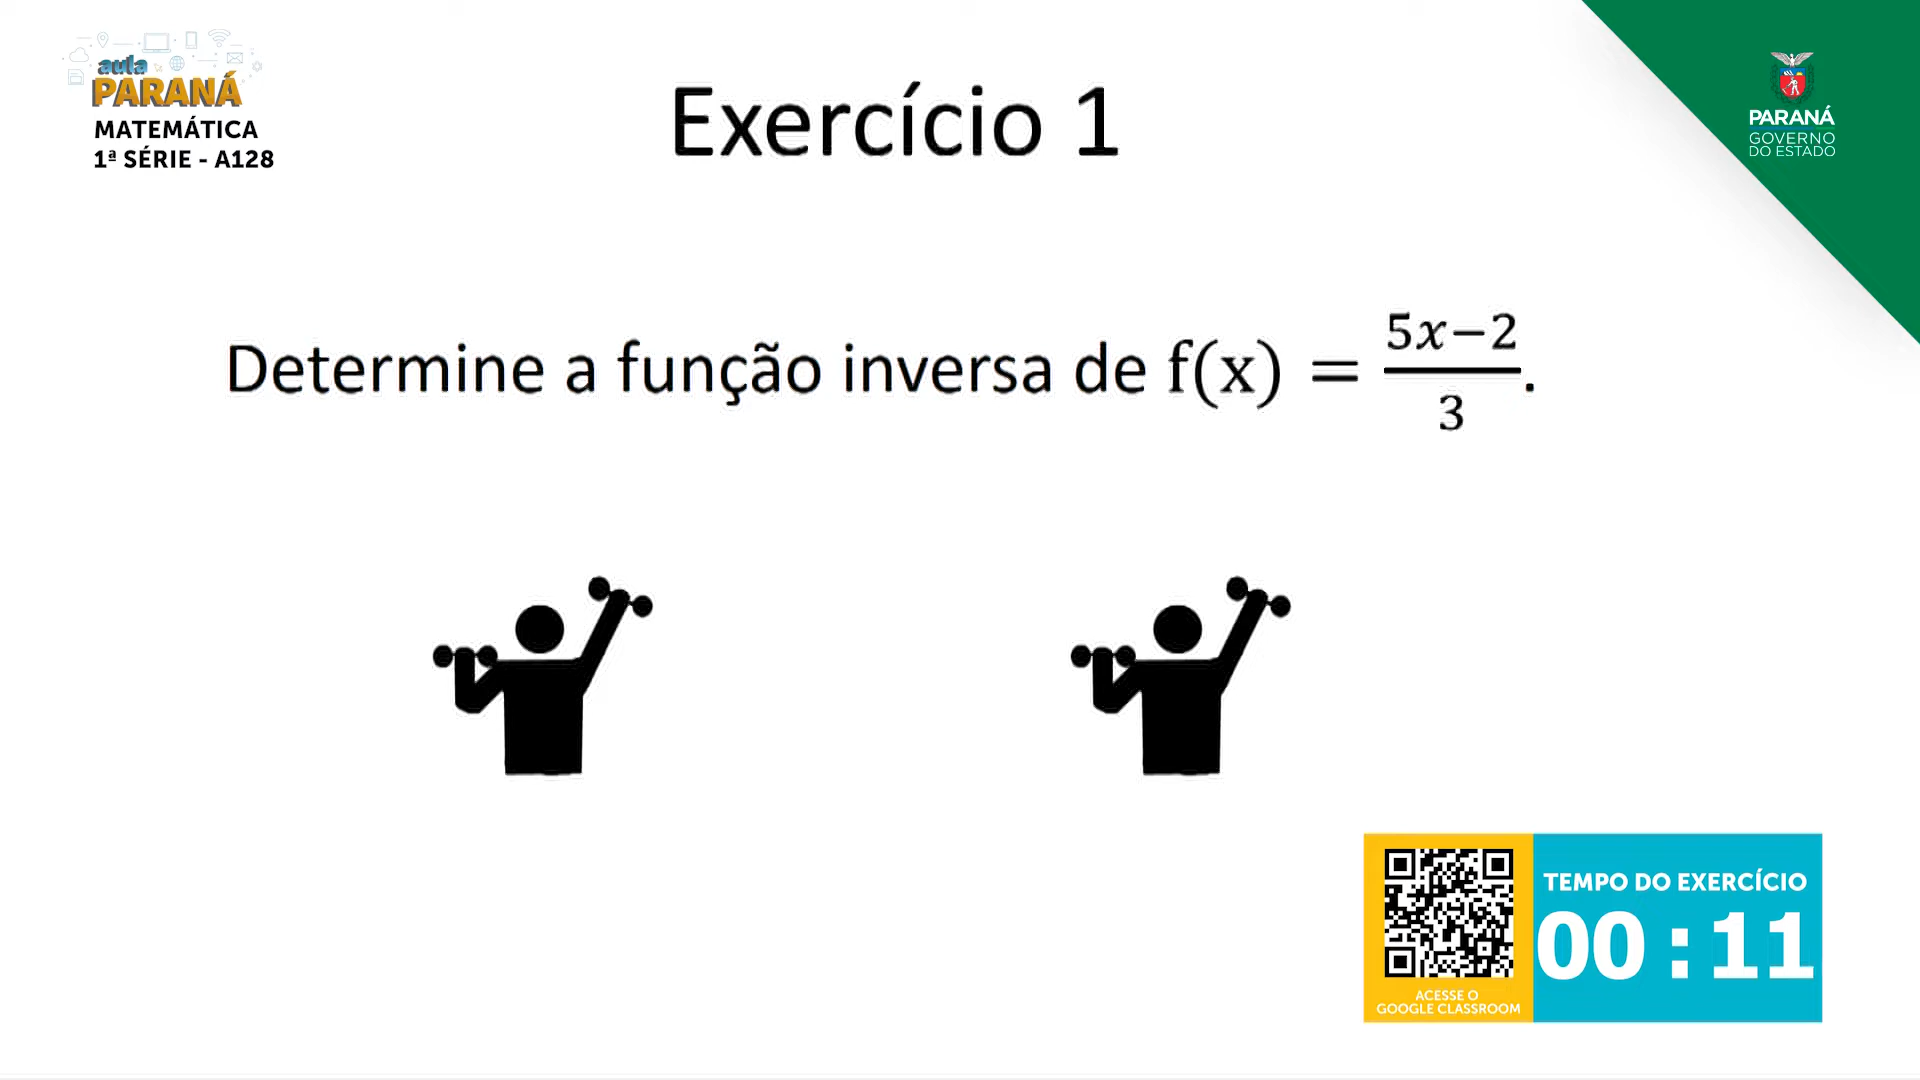 aula
PARANÁ
MATEMÁTICA
1ª SÉRIE - A128
Exercício 1
PARANÁ
GOVERNO
DO ESTADO
Determine a função inversa de f(x) = \frac{5x-2}{3}.
TEMPO DO EXERCÍCIO
00 : 11
ACESSE O
GOOGLE CLASSROOM